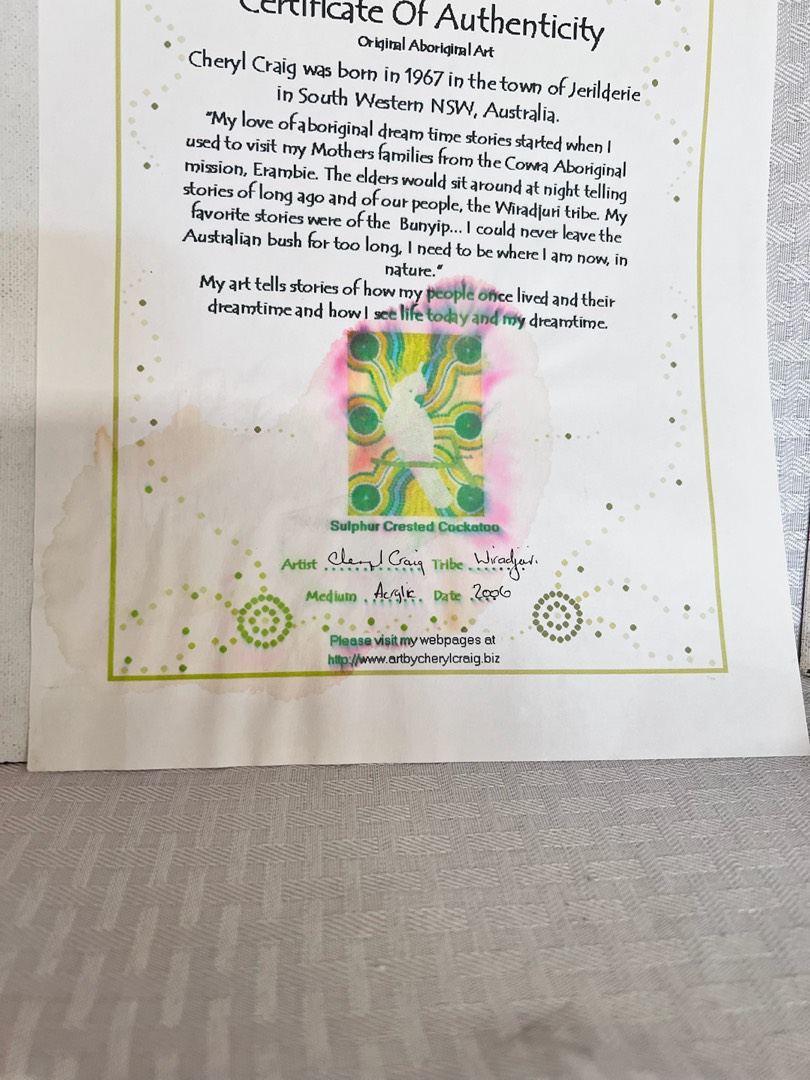 Certificate Of Authenticity
Original Aboriginal Art
Cheryl Craig was born in 1967 in the town of Jerilderie
in South Western NSW, Australia.
"My love of aboriginal dream time stories started when I
used to visit my Mothers families from the Cowra Aboriginal
mission, Erambie. The elders would sit around at night telling
stories of long ago and of our people, the Wiradjuri tribe. My
favorite stories were of the Bunyip... I could never leave the
Australian bush for too long, I need to be where I am now, in
nature."
My art tells stories of how my people once lived and their
dreamtime and how I see life today and my dreamtime.
Sulphur Crested Cockatoo
Artist Cheryl Craig Tribe Wiradjuri.
Medium Acrylic. Date 2006
Please visit my webpages at
http://www.artbycherylcraig.biz